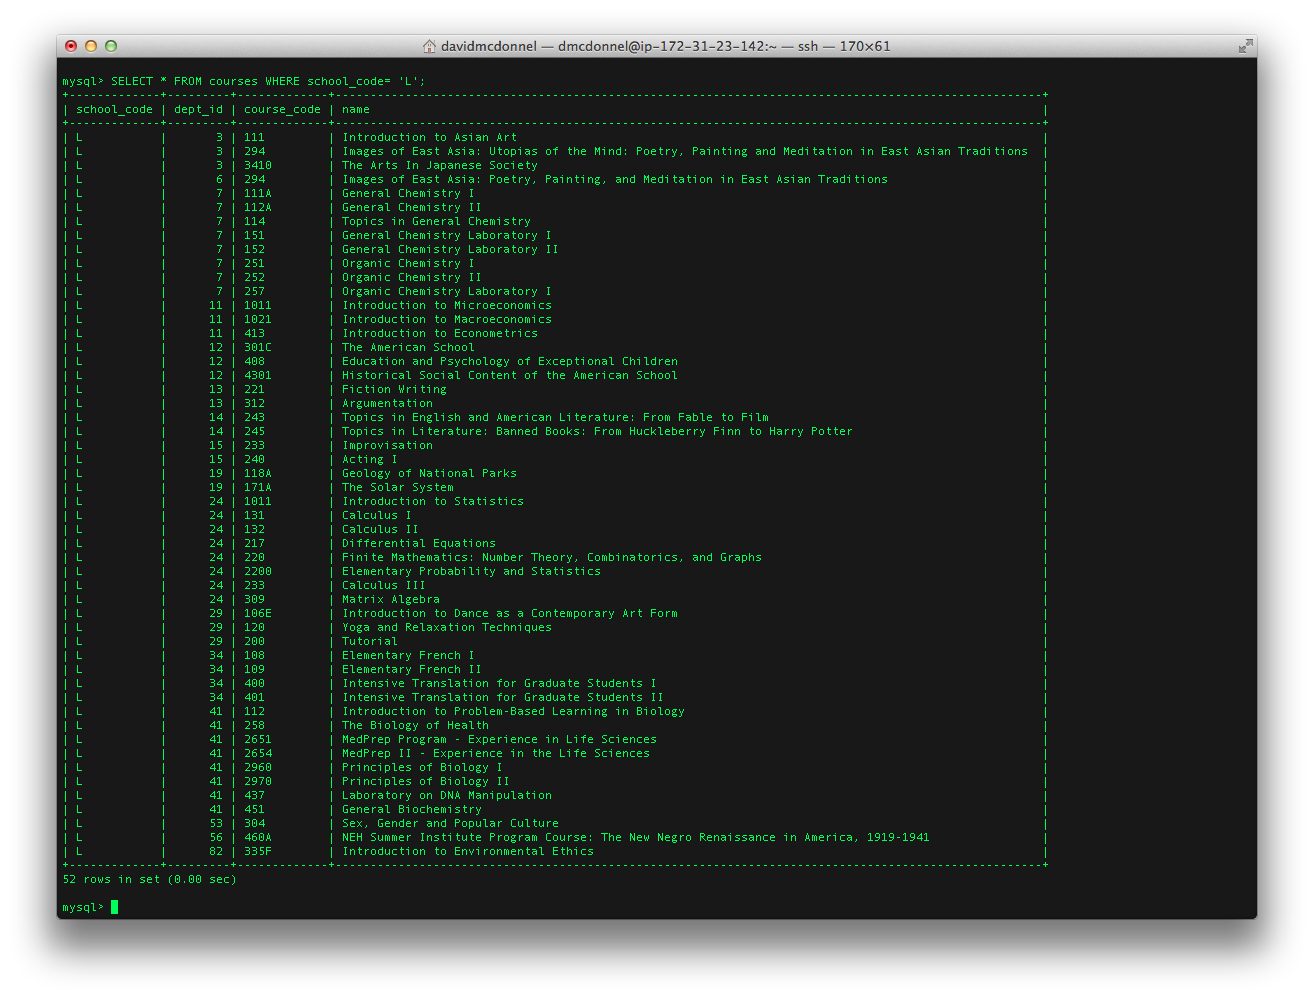 davidmcdonnel — dmcdonnel@ip-172-31-23-142:~ — ssh — 170×61
mysql> SELECT * FROM courses WHERE school_code= 'L';
| school_code | dept_id | course_code | name |
| L | 3 | 111 | Introduction to Asian Art |
| L | 3 | 294 | Images of East Asia: Utopias of the Mind: Poetry, Painting and Meditation in East Asian Traditions |
| L | 3 | 3410 | The Arts In Japanese Society |
| L | 6 | 294 | Images of East Asia: Poetry, Painting, and Meditation in East Asian Traditions |
| L | 7 | 111A | General Chemistry I |
| L | 7 | 112A | General Chemistry II |
| L | 7 | 114 | Topics in General Chemistry |
| L | 7 | 151 | General Chemistry Laboratory I |
| L | 7 | 152 | General Chemistry Laboratory II |
| L | 7 | 251 | Organic Chemistry I |
| L | 7 | 252 | Organic Chemistry II |
| L | 7 | 257 | Organic Chemistry Laboratory I |
| L | 11 | 1011 | Introduction to Microeconomics |
| L | 11 | 1021 | Introduction to Macroeconomics |
| L | 11 | 413 | Introduction to Econometrics |
| L | 12 | 301C | The American School |
| L | 12 | 408 | Education and Psychology of Exceptional Children |
| L | 12 | 4301 | Historical Social Content of the American School |
| L | 13 | 221 | Fiction Writing |
| L | 13 | 312 | Argumentation |
| L | 14 | 243 | Topics in English and American Literature: From Fable to Film |
| L | 14 | 245 | Topics in Literature: Banned Books: From Huckleberry Finn to Harry Potter |
| L | 15 | 233 | Improvisation |
| L | 15 | 240 | Acting I |
| L | 19 | 118A | Geology of National Parks |
| L | 19 | 171A | The Solar System |
| L | 24 | 1011 | Introduction to Statistics |
| L | 24 | 131 | Calculus I |
| L | 24 | 132 | Calculus II |
| L | 24 | 217 | Differential Equations |
| L | 24 | 220 | Finite Mathematics: Number Theory, Combinatorics, and Graphs |
| L | 24 | 2200 | Elementary Probability and Statistics |
| L | 24 | 233 | Calculus III |
| L | 24 | 309 | Matrix Algebra |
| L | 29 | 106E | Introduction to Dance as a Contemporary Art Form |
| L | 29 | 120 | Yoga and Relaxation Techniques |
| L | 29 | 200 | Tutorial |
| L | 34 | 108 | Elementary French I |
| L | 34 | 109 | Elementary French II |
| L | 34 | 400 | Intensive Translation for Graduate Students I |
| L | 34 | 401 | Intensive Translation for Graduate Students II |
| L | 41 | 112 | Introduction to Problem-Based Learning in Biology |
| L | 41 | 258 | The Biology of Health |
| L | 41 | 2651 | MedPrep Program - Experience in Life Sciences |
| L | 41 | 2654 | MedPrep II - Experience in the Life Sciences |
| L | 41 | 2960 | Principles of Biology I |
| L | 41 | 2970 | Principles of Biology II |
| L | 41 | 437 | Laboratory on DNA Manipulation |
| L | 41 | 451 | General Biochemistry |
| L | 53 | 304 | Sex, Gender and Popular Culture |
| L | 56 | 460A | NEH Summer Institute Program Course: The New Negro Renaissance in America, 1919-1941 |
| L | 82 | 335F | Introduction to Environmental Ethics |
52 rows in set (0.00 sec)
mysql>